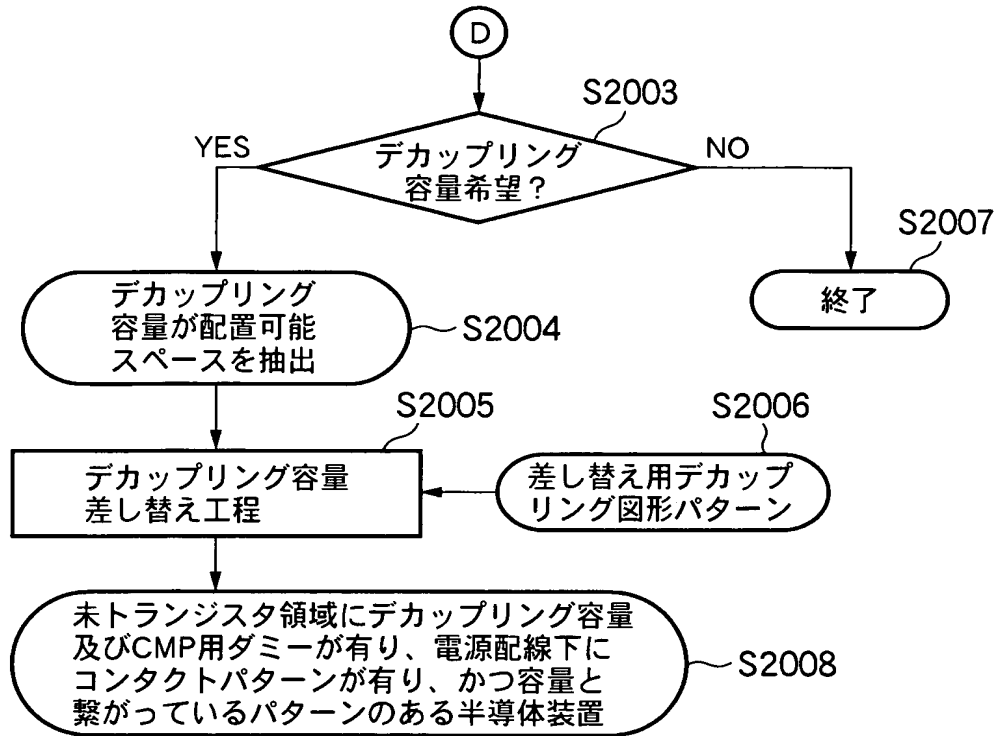 D
S2003
YES
デカップリング
容量希望？
NO
S2007
終了
デカップリング
容量が配置可能
スペースを抽出
S2004
S2005
デカップリング容量
差し替え工程
S2006
差し替え用デカップ
リング図形パターン
未トランジスタ領域にデカップリング容量
及びCMP用ダミーが有り、電源配線下に
コンタクトパターンが有り、かつ容量と
繋がっているパターンのある半導体装置
S2008